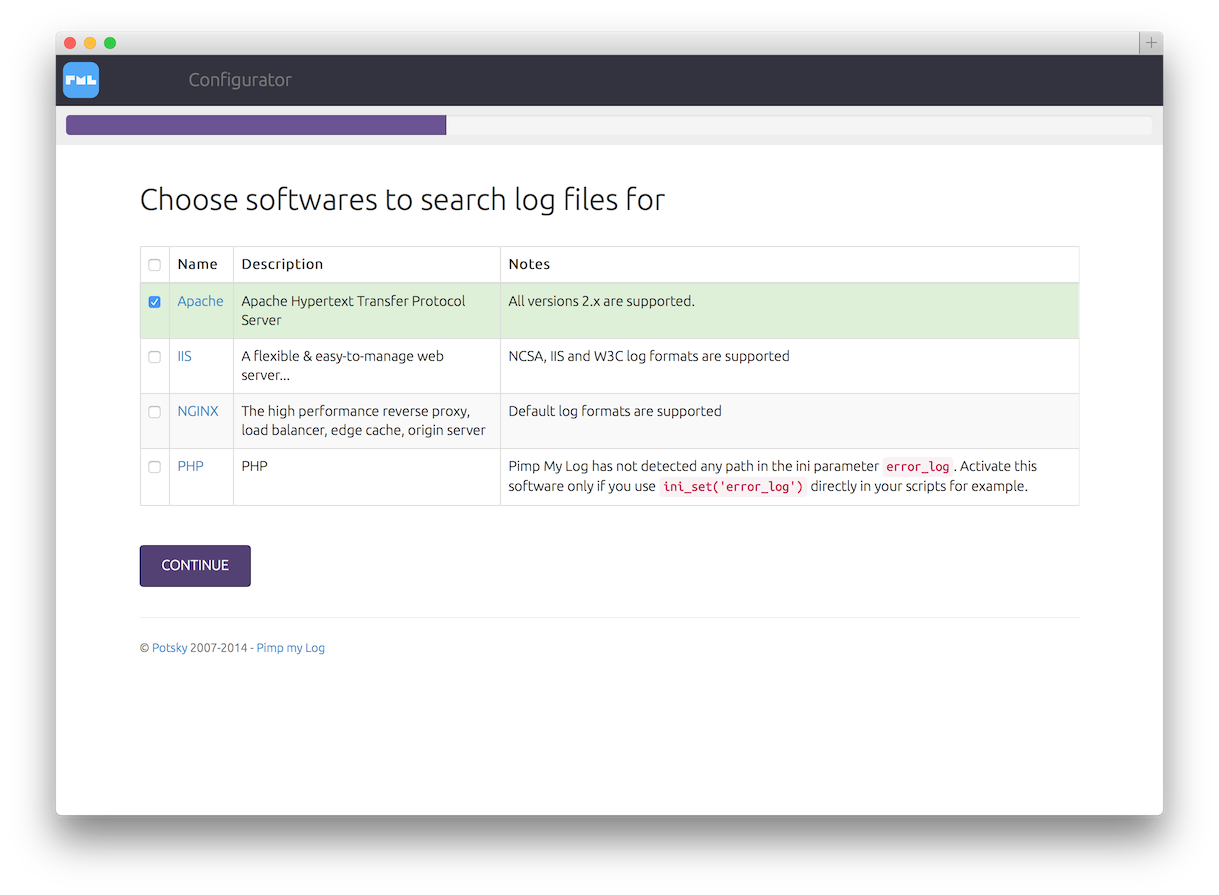 PML
Configurator
Choose softwares to search log files for
Name Description Notes
Apache Apache Hypertext Transfer Protocol All versions 2.x are supported.
Server
IIS A flexible & easy-to-manage web NCSA, IIS and W3C log formats are supported
server...
NGINX The high performance reverse proxy, Default log formats are supported
load balancer, edge cache, origin server
PHP PHP Pimp My Log has not detected any path in the ini parameter error_log. Activate this
software only if you use ini_set('error_log') directly in your scripts for example.
CONTINUE
© Potsky 2007-2014 - Pimp my Log